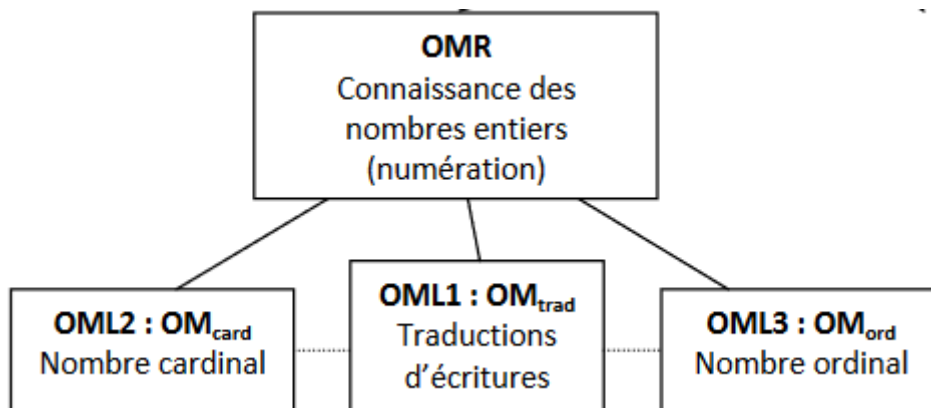 OMR
Connaissance des
nombres entiers
(numération)
OML2 : OMcard
Nombre cardinal
OML1 : OMtrad
Traductions
d'écritures
OML3 : OMord
Nombre ordinal